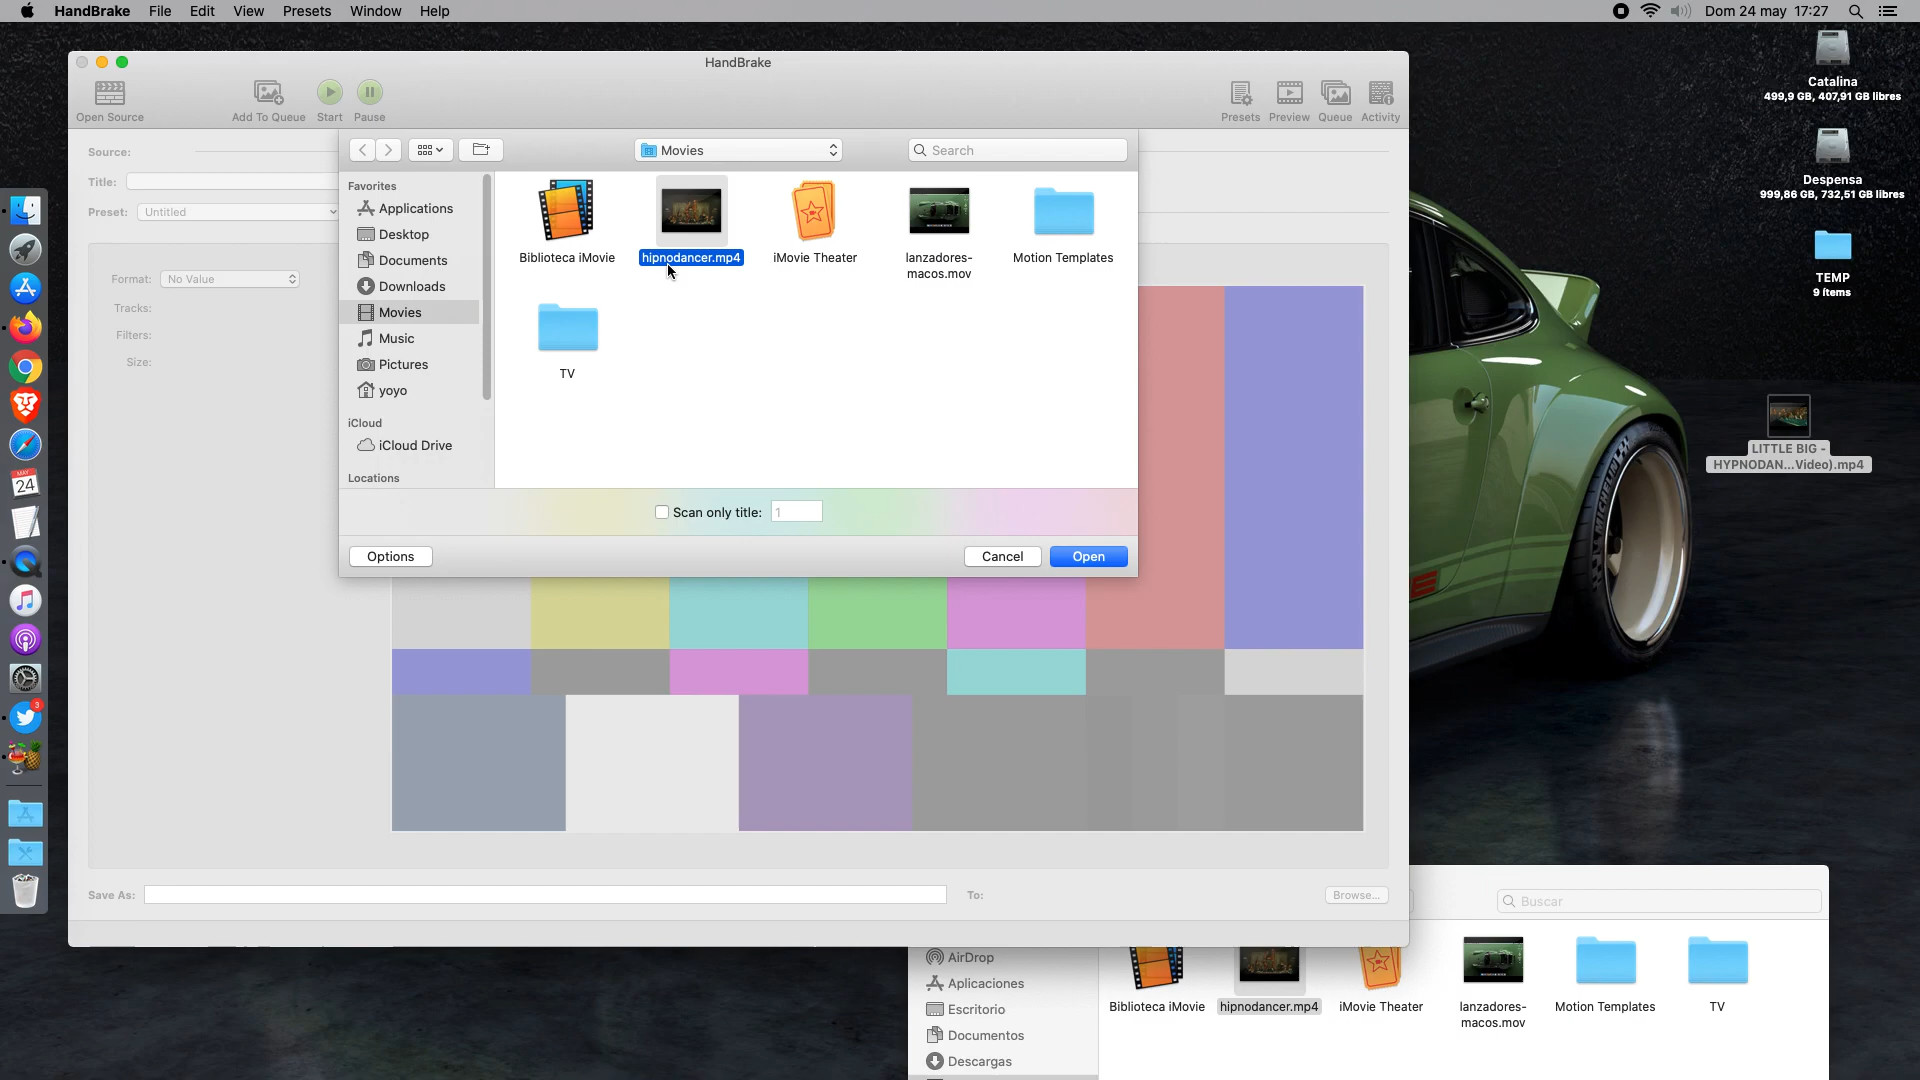 HandBrake File Edit View Presets Window Help
Dom 24 may 17:27
HandBrake
Open Source
Add To Queue
Start
Pause
Presets
Preview
Queue
Activity
Source:
Title:
Preset: Untitled
Format: No Value
Tracks:
Filters:
Size:
Movies
Search
Favorites
Applications
Desktop
Documents
Downloads
Movies
Music
Pictures
yoyo
iCloud
iCloud Drive
Locations
Biblioteca iMovie
hipnodancer.mp4
iMovie Theater
lanzadores-
macos.mov
Motion Templates
TV
Scan only title: 1
Options
Cancel
Open
Save As:
To:
Browse...
Catalina
499,9 GB, 407,91 GB libres
Despensa
999,86 GB, 732,51 GB libres
TEMP
9 ítems
LITTLE BIG -
HYPNODAN...Video).mp4
MAY
24
3
Buscar
AirDrop
Aplicaciones
Escritorio
Documentos
Descargas
Biblioteca iMovie
hipnodancer.mp4
iMovie Theater
lanzadores-
macos.mov
Motion Templates
TV